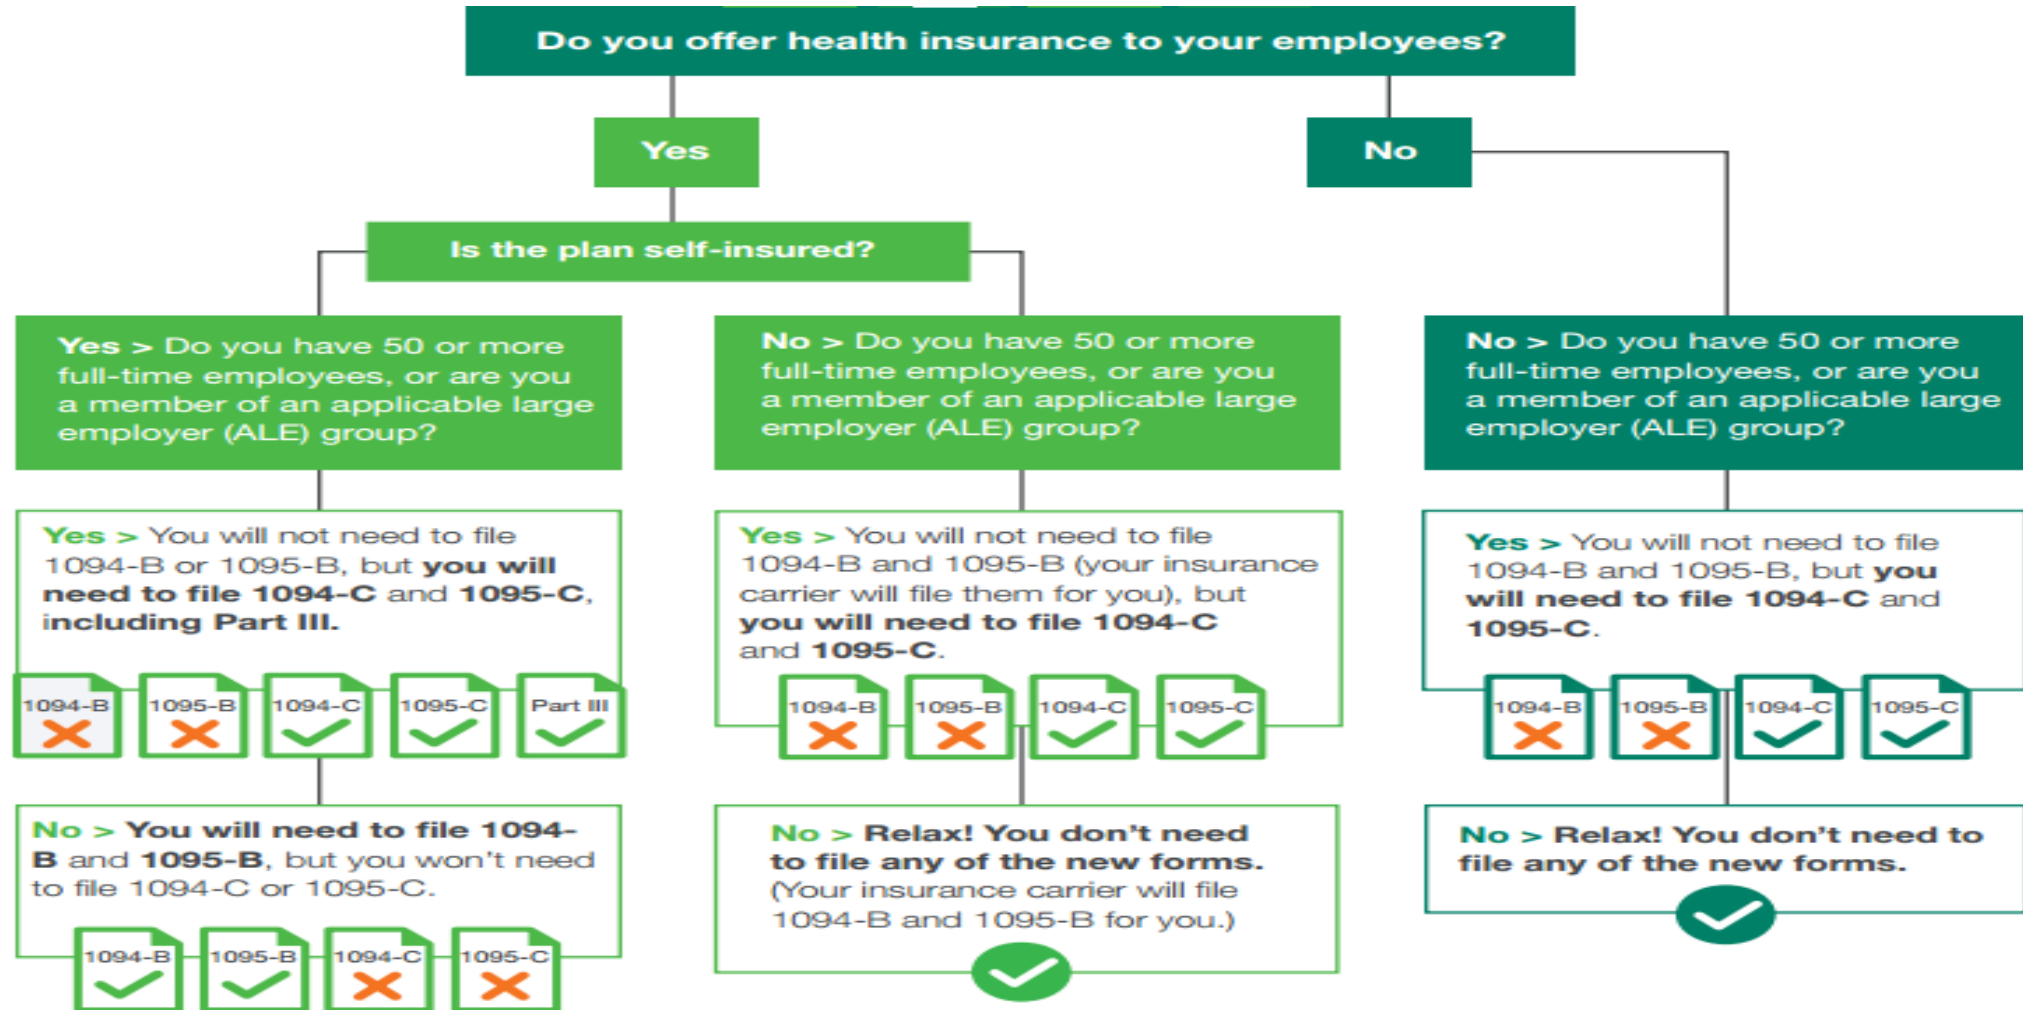 Do you offer health insurance to your employees?
Yes
No
Is the plan self-insured?
Yes > Do you have 50 or more
full-time employees, or are you
a member of an applicable large
employer (ALE) group?
No > Do you have 50 or more
full-time employees, or are you
a member of an applicable large
employer (ALE) group?
No > Do you have 50 or more
full-time employees, or are you
a member of an applicable large
employer (ALE) group?
Yes > You will not need to file
1094-B or 1095-B, but you will
need to file 1094-C and 1095-C,
including Part III.
1094-B
1095-B
1094-C
1095-C
Part III
Yes > You will not need to file
1094-B and 1095-B (your insurance
carrier will file them for you), but
you will need to file 1094-C
and 1095-C.
1094-B
1095-B
1094-C
1095-C
Yes > You will not need to file
1094-B and 1095-B, but you
will need to file 1094-C and
1095-C.
1094-B
1095-B
1094-C
1095-C
No > You will need to file 1094-
B and 1095-B, but you won't need
to file 1094-C or 1095-C.
1094-B
1095-B
1094-C
1095-C
No > Relax! You don't need
to file any of the new forms.
(Your insurance carrier will file
1094-B and 1095-B for you.)
No > Relax! You don't need to
file any of the new forms.